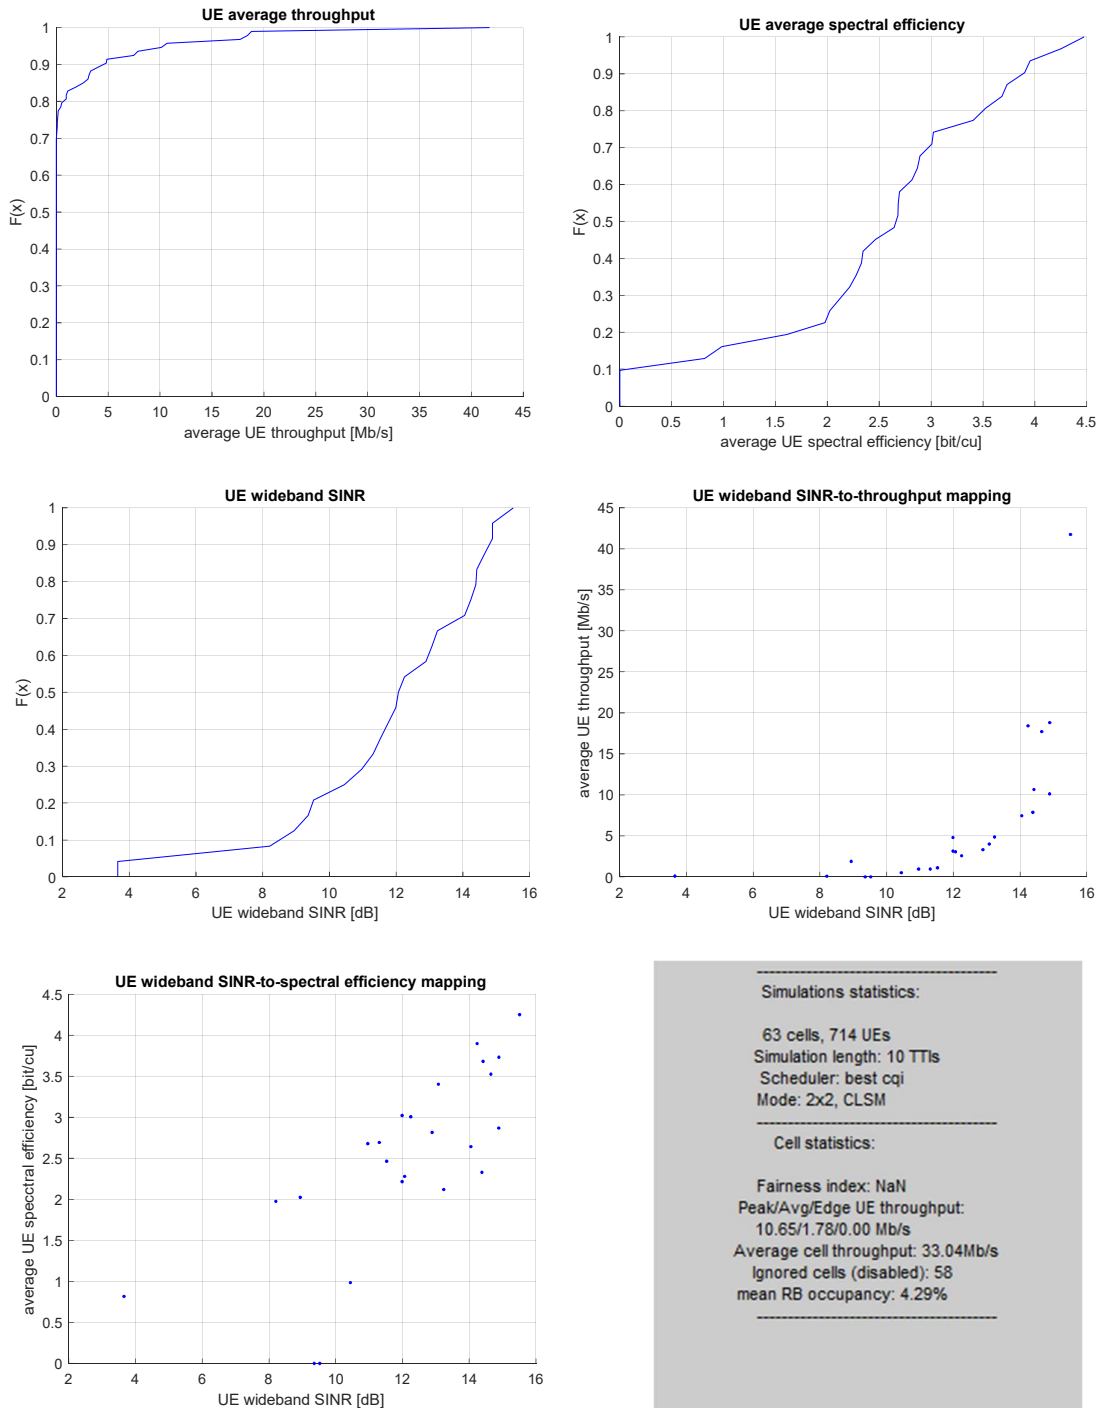 UE average throughput
1
0.9
0.8
0.7
0.6
0.5
0.4
0.3
0.2
0.1
0
F(x)
0 5 10 15 20 25 30 35 40 45
average UE throughput [Mb/s]
UE average spectral efficiency
1
0.9
0.8
0.7
0.6
0.5
0.4
0.3
0.2
0.1
0
F(x)
0 0.5 1 1.5 2 2.5 3 3.5 4 4.5
average UE spectral efficiency [bit/cu]
UE wideband SINR
1
0.9
0.8
0.7
0.6
0.5
0.4
0.3
0.2
0.1
0
F(x)
2 4 6 8 10 12 14 16
UE wideband SINR [dB]
UE wideband SINR-to-throughput mapping
45
40
35
30
25
20
15
10
5
0
average UE throughput [Mb/s]
2 4 6 8 10 12 14 16
UE wideband SINR [dB]
UE wideband SINR-to-spectral efficiency mapping
4.5
4
3.5
3
2.5
2
1.5
1
0.5
0
average UE specctral efficiency [bit/cu]
2 4 6 8 10 12 14 16
UE wideband SINR [dB]
---------------------------------------
Simulations statistics:
63 cells, 714 UEs
Simulation length: 10 TTIs
Scheduler: best cqi
Mode: 2x2, CLSM
---------------------------------------
Cell statistics:
Fairness index: NaN
Peak/Avg/Edge UE throughput:
10.65/1.78/0.00 Mb/s
Average cell throughput: 33.04Mb/s
Ignored cells (disabled): 58
mean RB occupancy: 4.29%
---------------------------------------